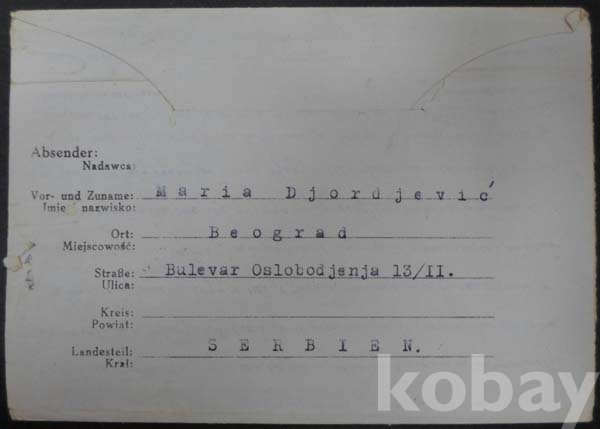 Absender:
Nadawca:
Vor- und Zuname: Maria Djordjević
Imię nazwisko:
Ort: Beograd
Miejscowość:
Straße: Bulevar Oslobodjenja 13/II.
Ulica:
Kreis:
Powiat:
Landesteil: SERBIEN.
Kraj:
kobay